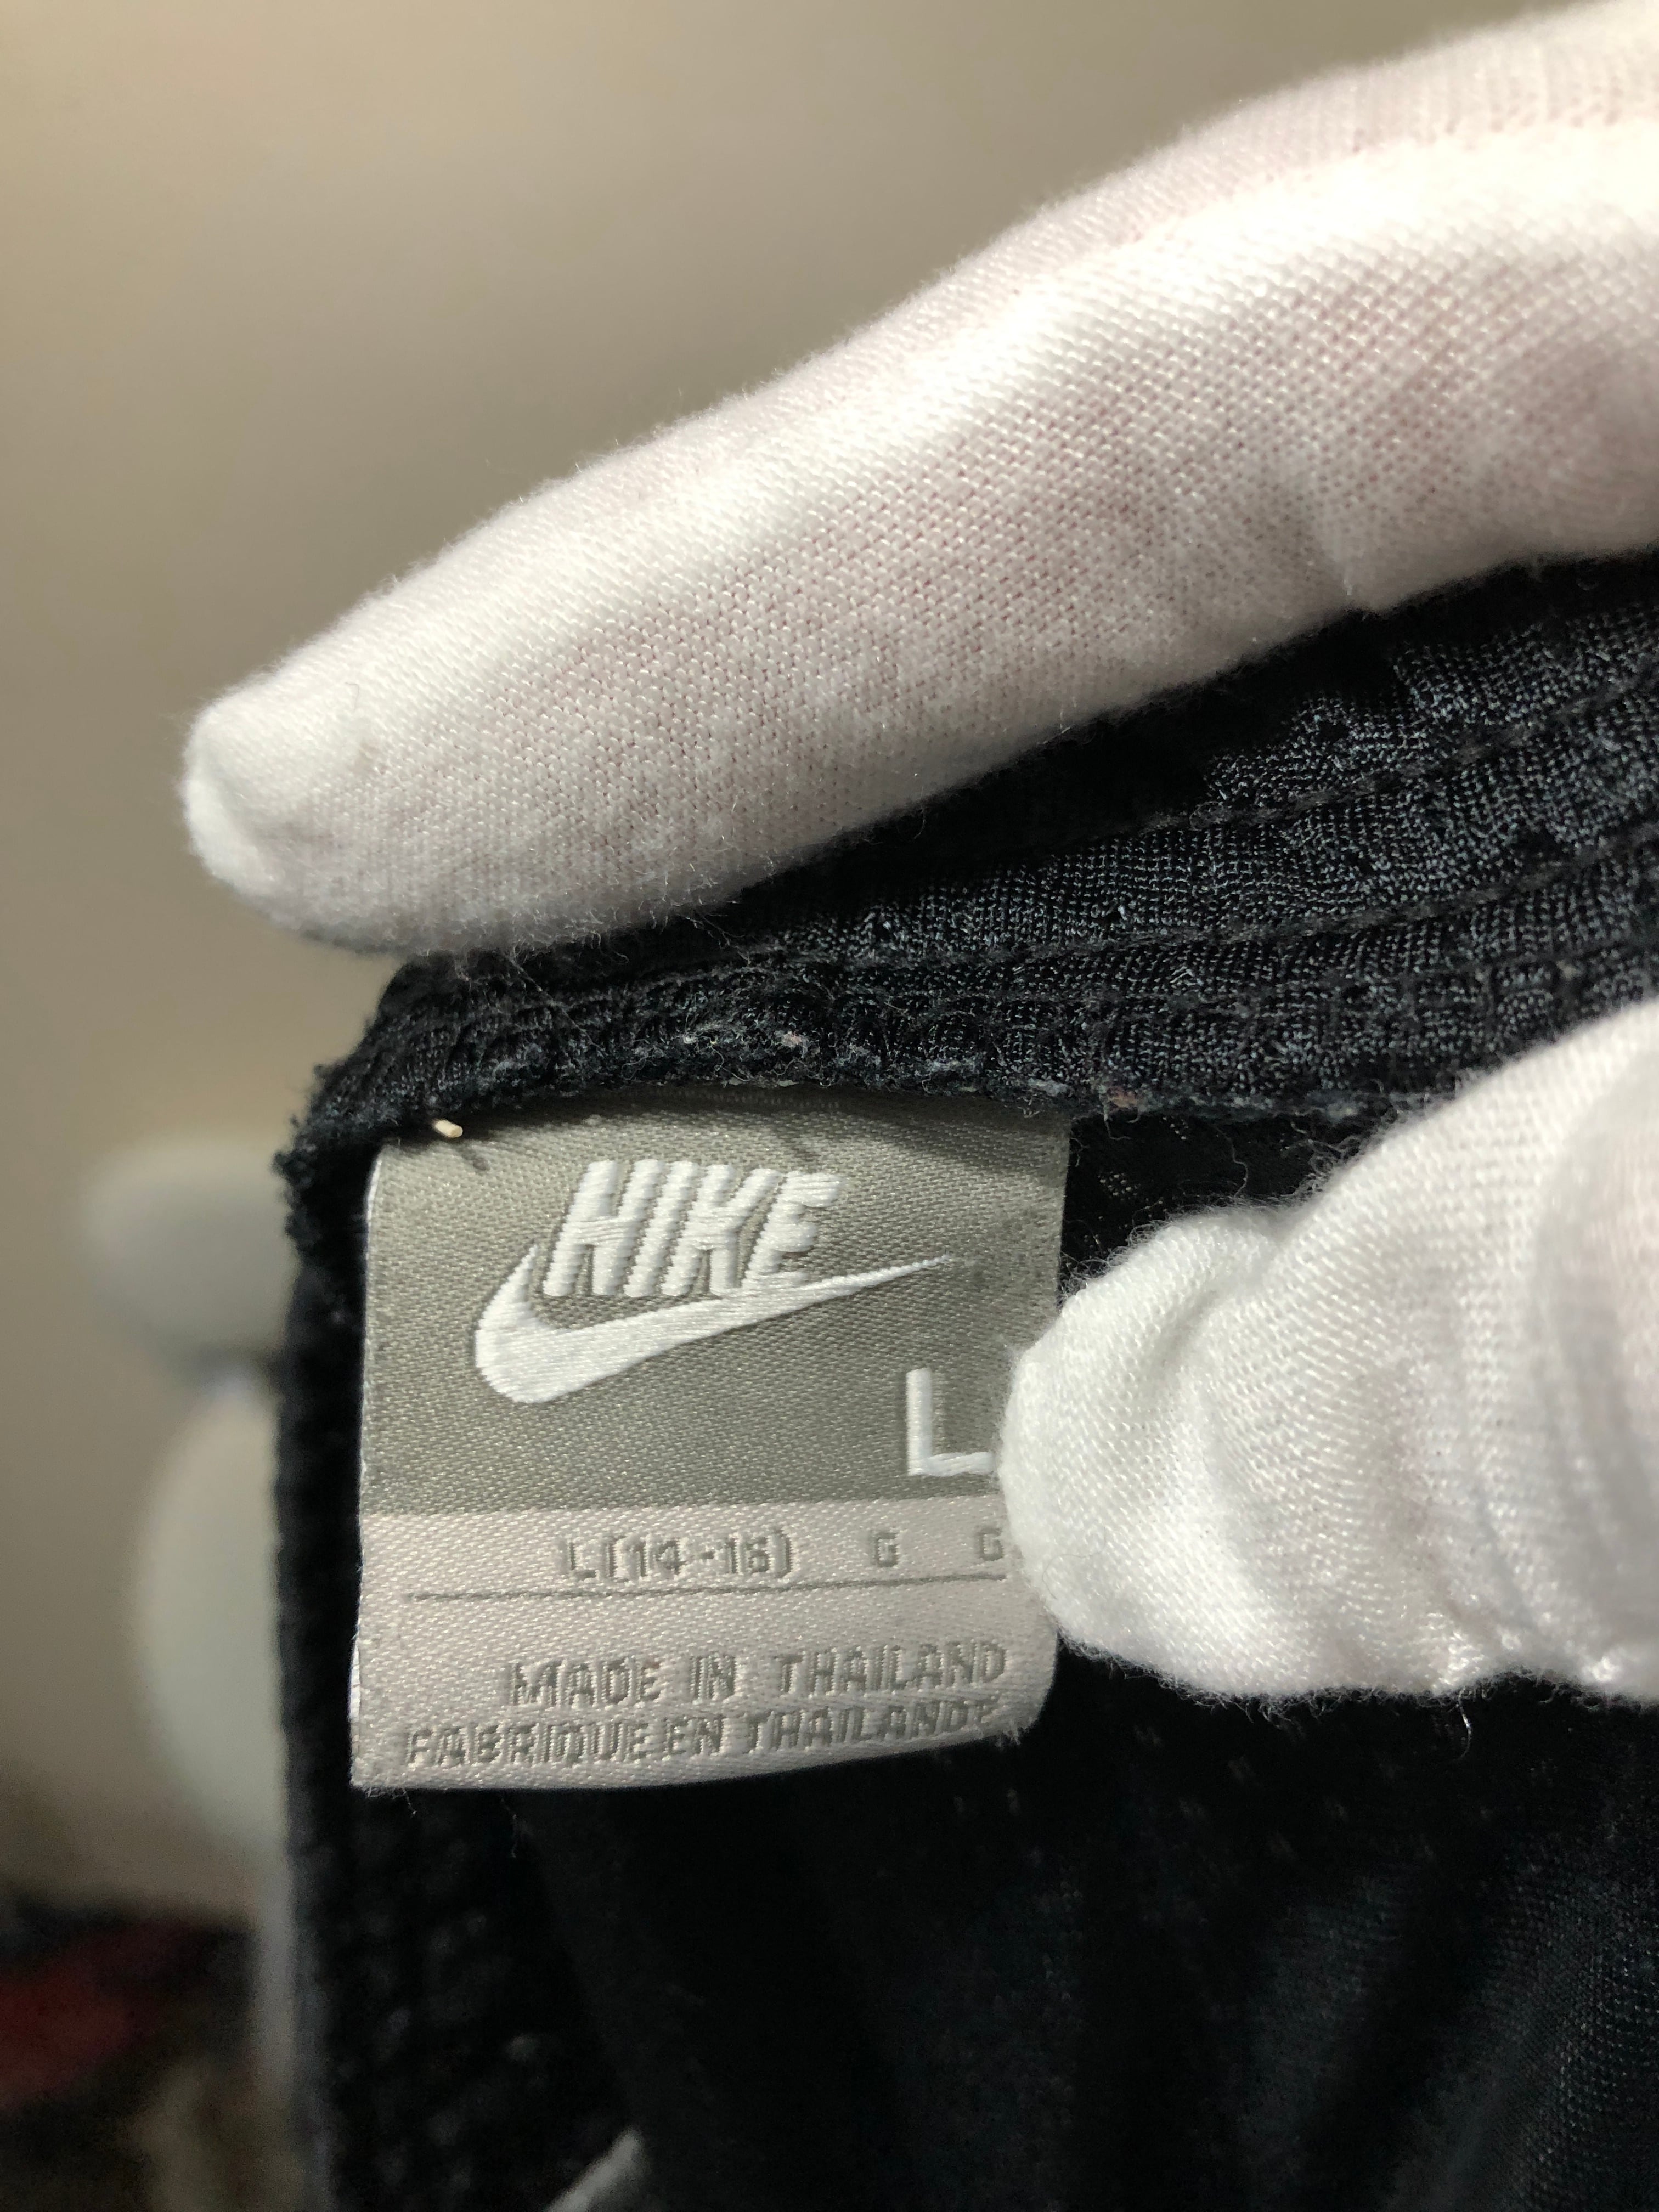 NIKE
L
L(14-16) G G
MADE IN THAILAND
FABRIQUE EN THAILANDE